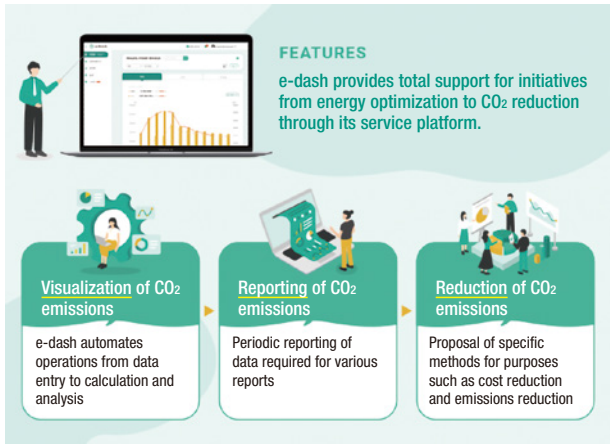 FEATURES
e-dash provides total support for initiatives
from energy optimization to CO₂ reduction
through its service platform.
Visualization of CO₂
emissions
e-dash automates
operations from data
entry to calculation and
analysis
Reporting of CO₂
emissions
Periodic reporting of
data required for various
reports
Reduction of CO₂
emissions
Proposal of specific
methods for purposes
such as cost reduction
and emissions reduction